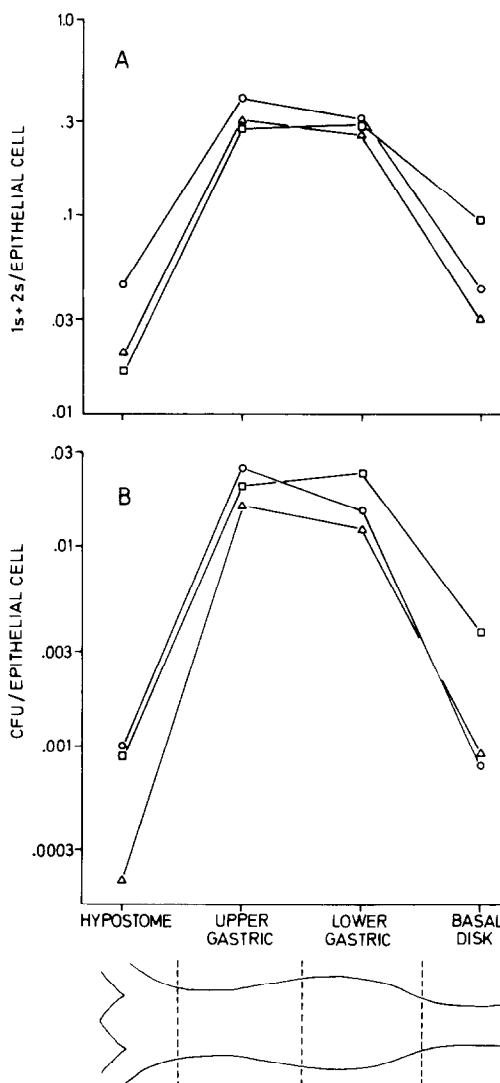 A
1.0
.3
.1
.03
.01
1s + 2s / EPITHELIAL CELL
B
.03
.01
.003
.001
.0003
CFU / EPITHELIAL CELL
HYPOSTOME
UPPER GASTRIC
LOWER GASTRIC
BASAL DISK